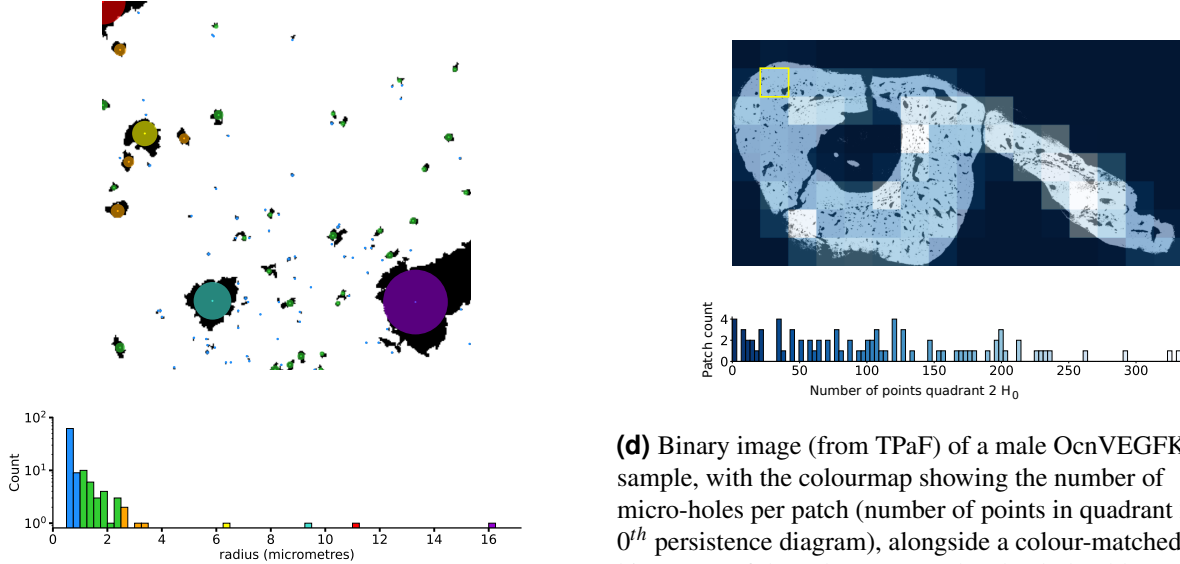 10²
10¹
10⁰
Count
0 2 4 6 8 10 12 14 16
radius (micrometres)
4
2
0
Patch count
0 50 100 150 200 250 300
Number of points quadrant 2 H₀
(d) Binary image (from TPaF) of a male OcnVEGFK
sample, with the colourmap showing the number of
micro-holes per patch (number of points in quadrant
0ᵗʰ persistence diagram), alongside a colour-matched